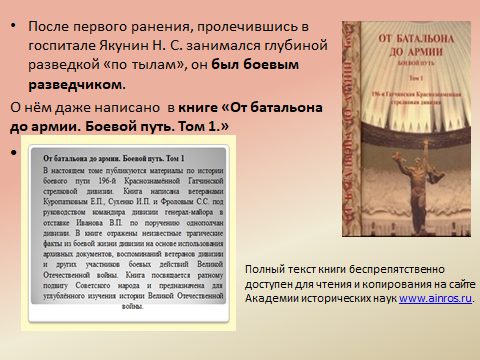 После первого ранения, пролечившись в
госпитале Якунин Н. С. занимался глубиной
разведкой «по тылам», он был боевым
разведчиком.
О нём даже написано в книге «От батальона
до армии. Боевой путь. Том 1.»
От батальона до армии. Боевой путь. Том 1
В настоящем томе публикуются материалы по истории
боевого пути 196-й Краснознамённой Гатчинской
стрелковой дивизии. Книга написана ветеранами
Куропатковым Е.П., Сухенко И.П. и Фроловым С.С. под
руководством командира дивизии генерал-майора в
отставке Иванова В.П. по поручению однополчан
дивизии. В книге отражены неизвестные трагические
факты из боевой жизни дивизии на основе использования
архивных документов, воспоминаний ветеранов дивизии
и других участников боевых действий Великой
Отечественной войны. Книга посвящается ратному
подвигу Советского народа и предназначена для
углублённого изучения истории Великой Отечественной
войны.
ОТ БАТАЛЬОНА
ДО АРМИИ
БОЕВОЙ ПУТЬ
Том 1
196-й Гатчинская Краснознаменная
стрелковая дивизия
От батальона до армии
Полный текст книги беспрепятственно
доступен для чтения и копирования на сайте
Академии исторических наук www.ainros.ru.